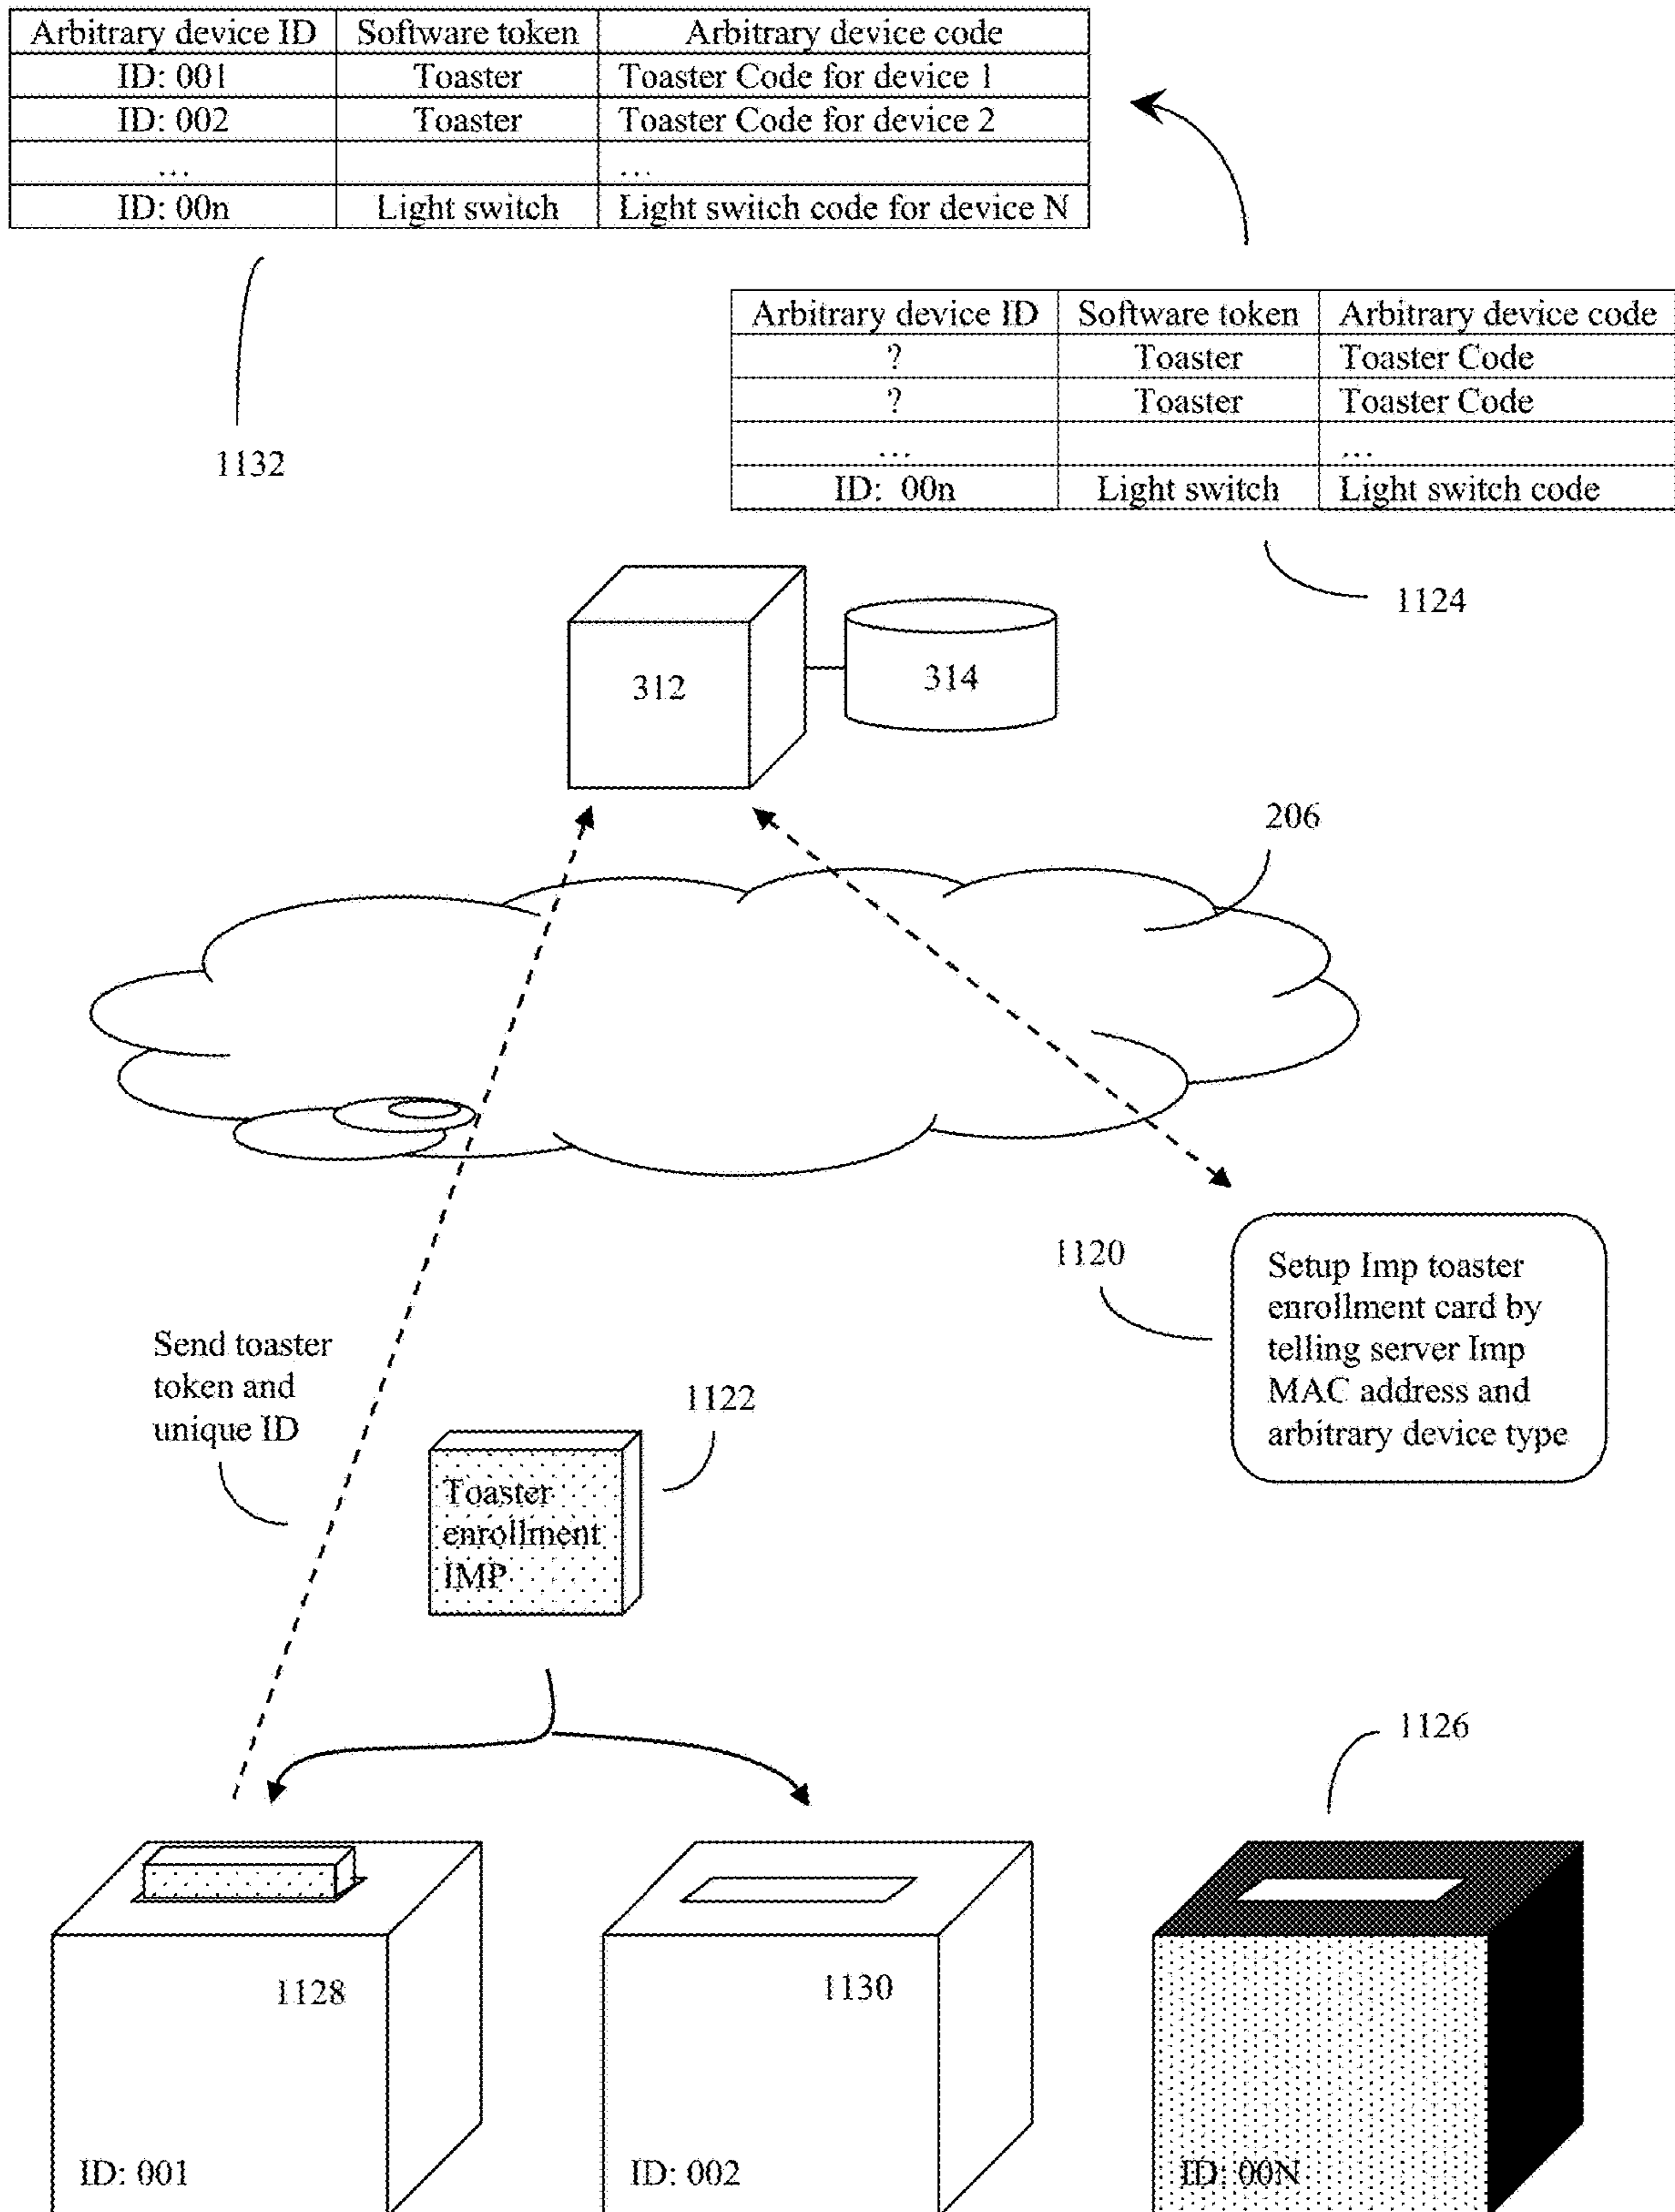 Arbitrary device ID Software token Arbitrary device code
ID: 001 Toaster Toaster Code for device 1
ID: 002 Toaster Toaster Code for device 2
... ...
ID: 00n Light switch Light switch code for device N
1132
Arbitrary device ID Software token Arbitrary device code
? Toaster Toaster Code
? Toaster Toaster Code
... ...
ID: 00n Light switch Light switch code
1124
312
314
206
1120
Setup Imp toaster
enrollment card by
telling server Imp
MAC address and
arbitrary device type
Send toaster
token and
unique ID
1122
Toaster
enrollment
IMP
1126
1128
1130
ID: 001
ID: 002
ID: 00N